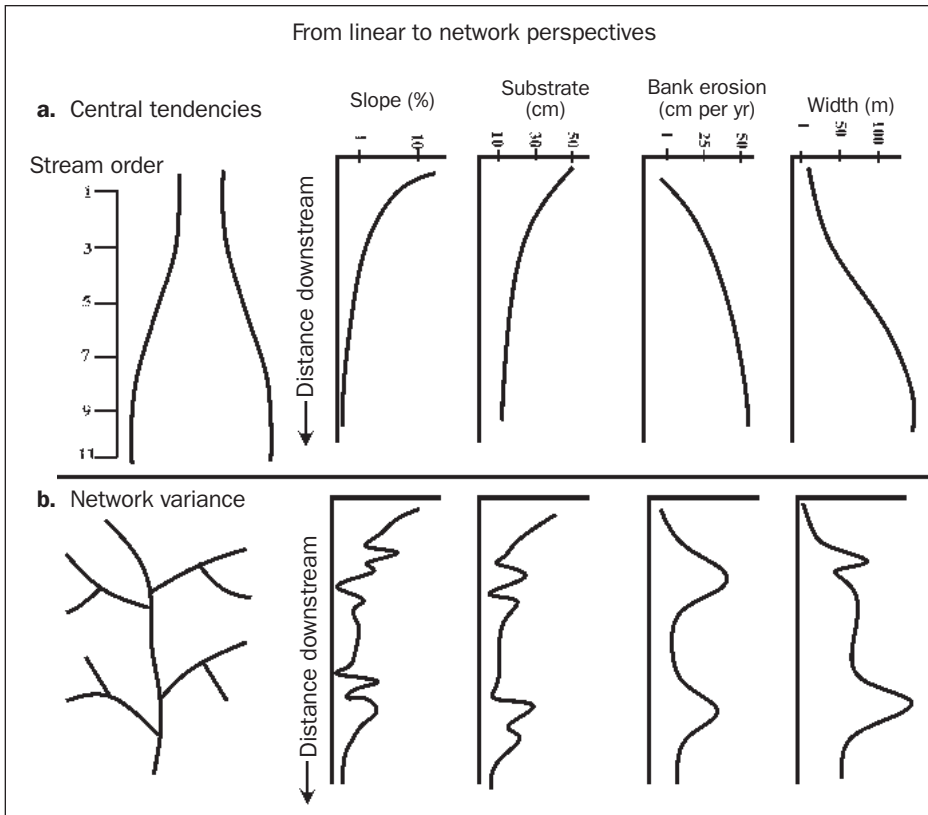 From linear to network perspectives
a. Central tendencies
Slope (%)
Substrate
(cm)
Bank erosion
(cm per yr)
Width (m)
1 10
10 30 50
1 25 50
1 50 100
Stream order
1
3
5
7
9
11
Distance downstream
b. Network variance
Distance downstream